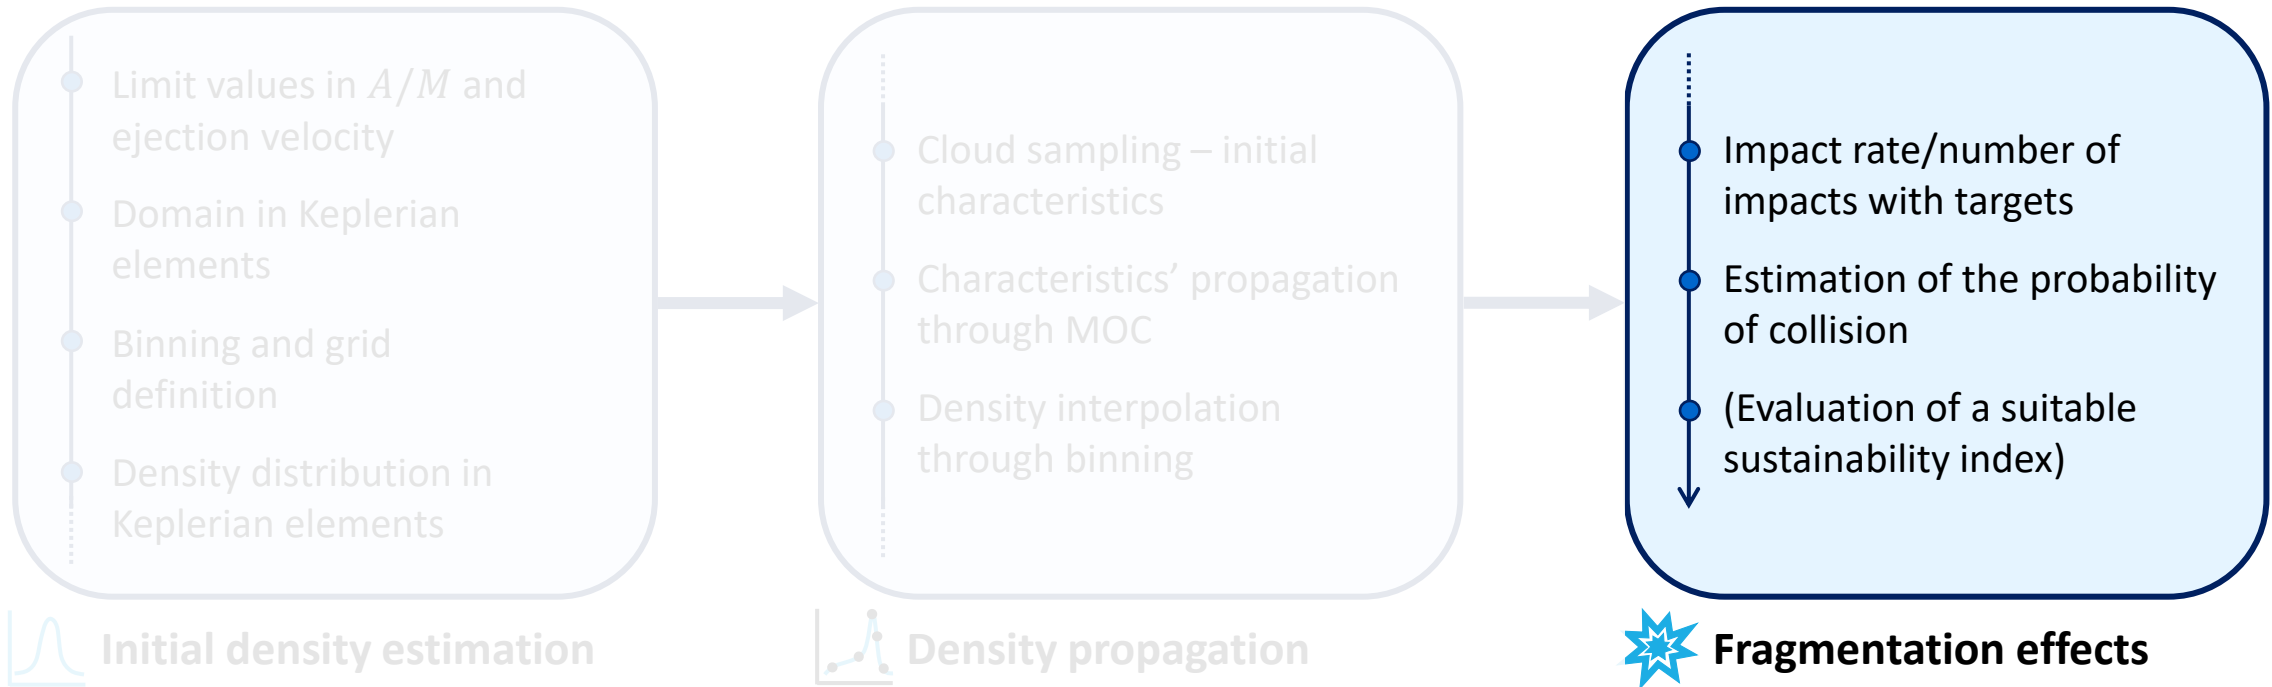 Limit values in A/M and
ejection velocity
Domain in Keplerian
elements
Binning and grid
definition
Density distribution in
Keplerian elements
Initial density estimation
Cloud sampling – initial
characteristics
Characteristics’ propagation
through MOC
Density interpolation
through binning
Density propagation
Impact rate/number of
impacts with targets
Estimation of the probability
of collision
(Evaluation of a suitable
sustainability index)
Fragmentation effects